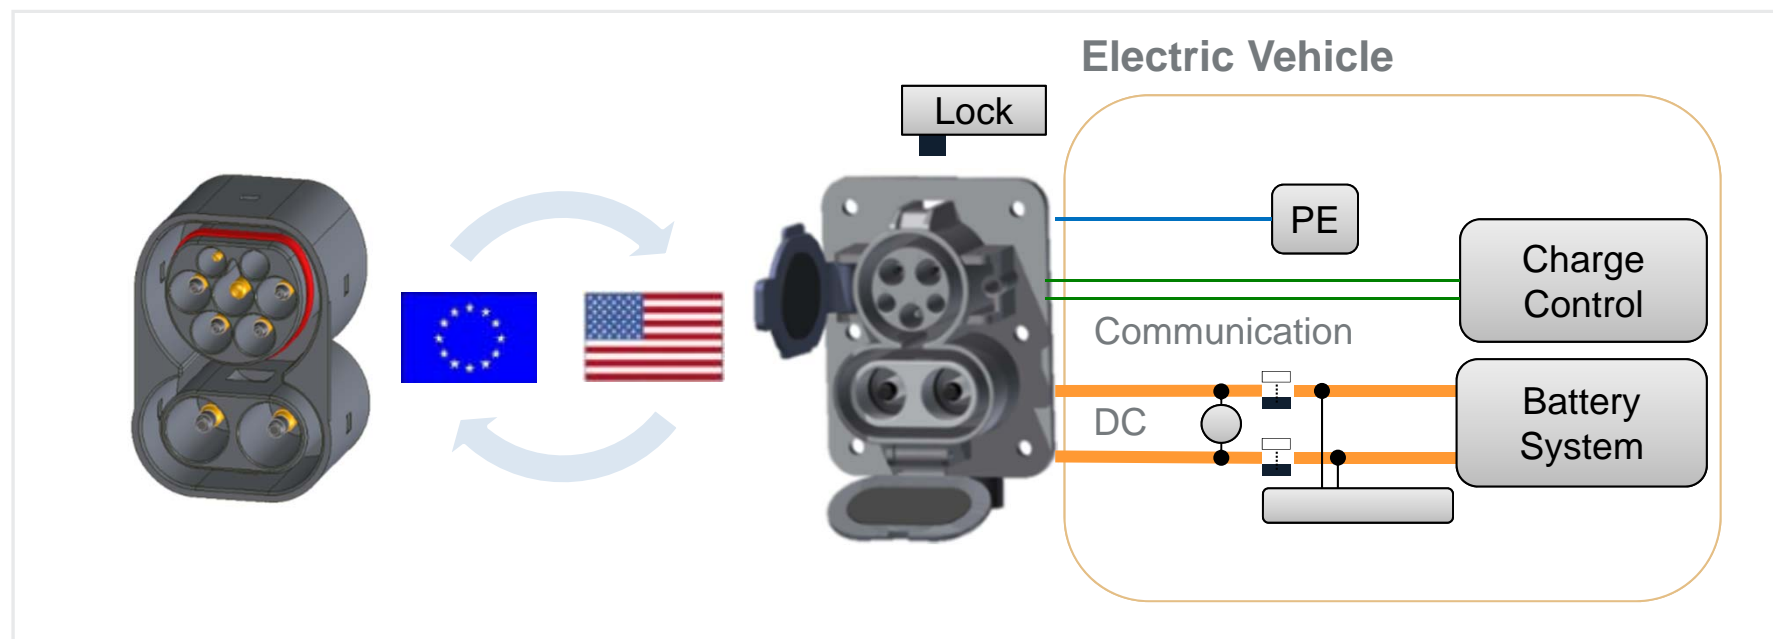 Electric Vehicle
Lock
PE
Charge
Control
Communication
DC
Battery
System